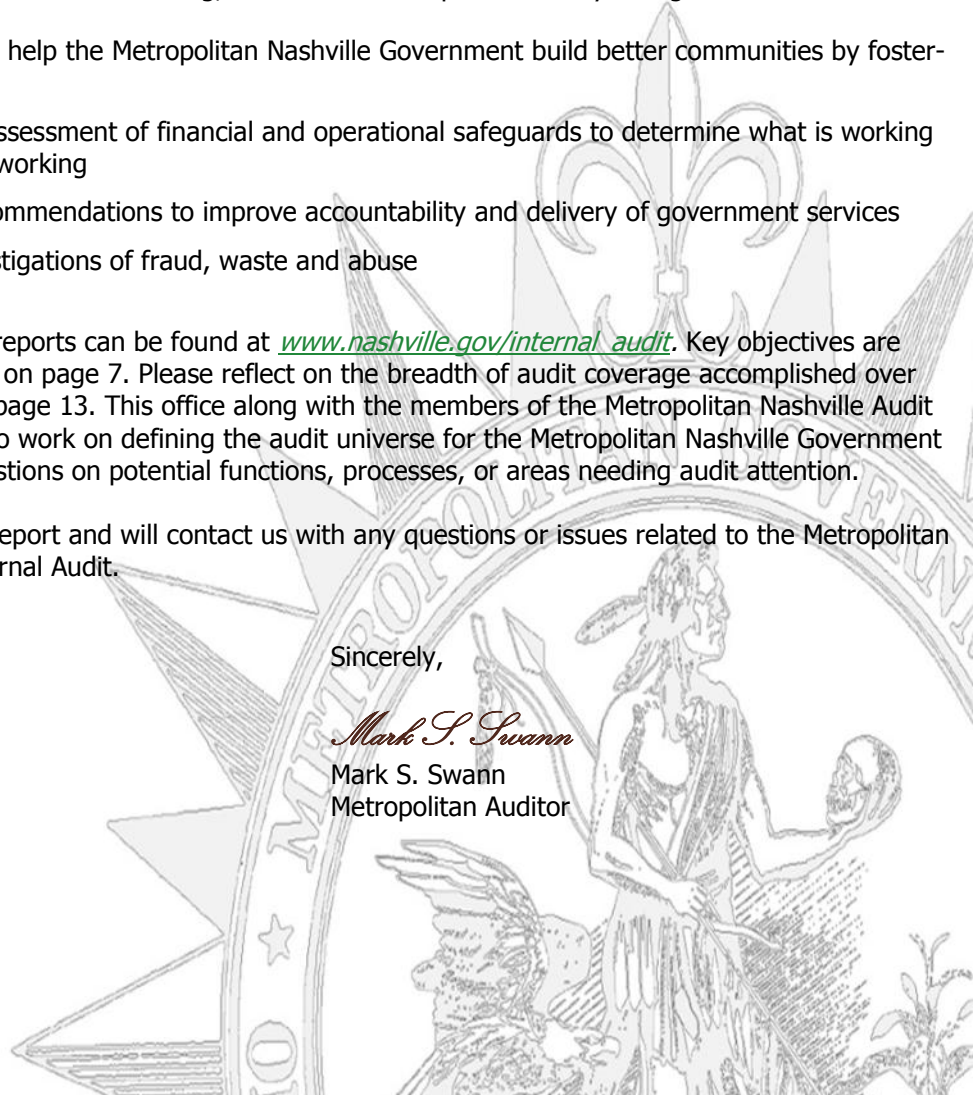 help the Metropolitan Nashville Government build better communities by foster-
ssessment of financial and operational safeguards to determine what is working
working
ommendations to improve accountability and delivery of government services
stigations of fraud, waste and abuse
reports can be found at www.nashville.gov/internal_audit. Key objectives are
on page 7. Please reflect on the breadth of audit coverage accomplished over
page 13. This office along with the members of the Metropolitan Nashville Audit
o work on defining the audit universe for the Metropolitan Nashville Government
stions on potential functions, processes, or areas needing audit attention.
eport and will contact us with any questions or issues related to the Metropolitan
rnal Audit.
Sincerely,
Mark S. Swann
Mark S. Swann
Metropolitan Auditor
METROPOLITAN GOVERN